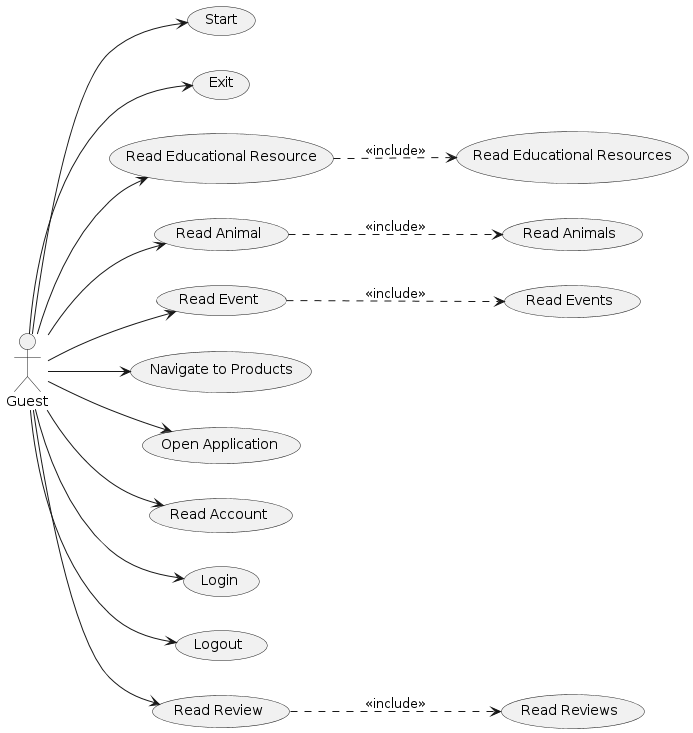 Start
Exit
Read Educational Resource
«include»
Read Educational Resources
Read Animal
«include»
Read Animals
Read Event
«include»
Read Events
Navigate to Products
Guest
Open Application
Read Account
Login
Logout
Read Review
«include»
Read Reviews